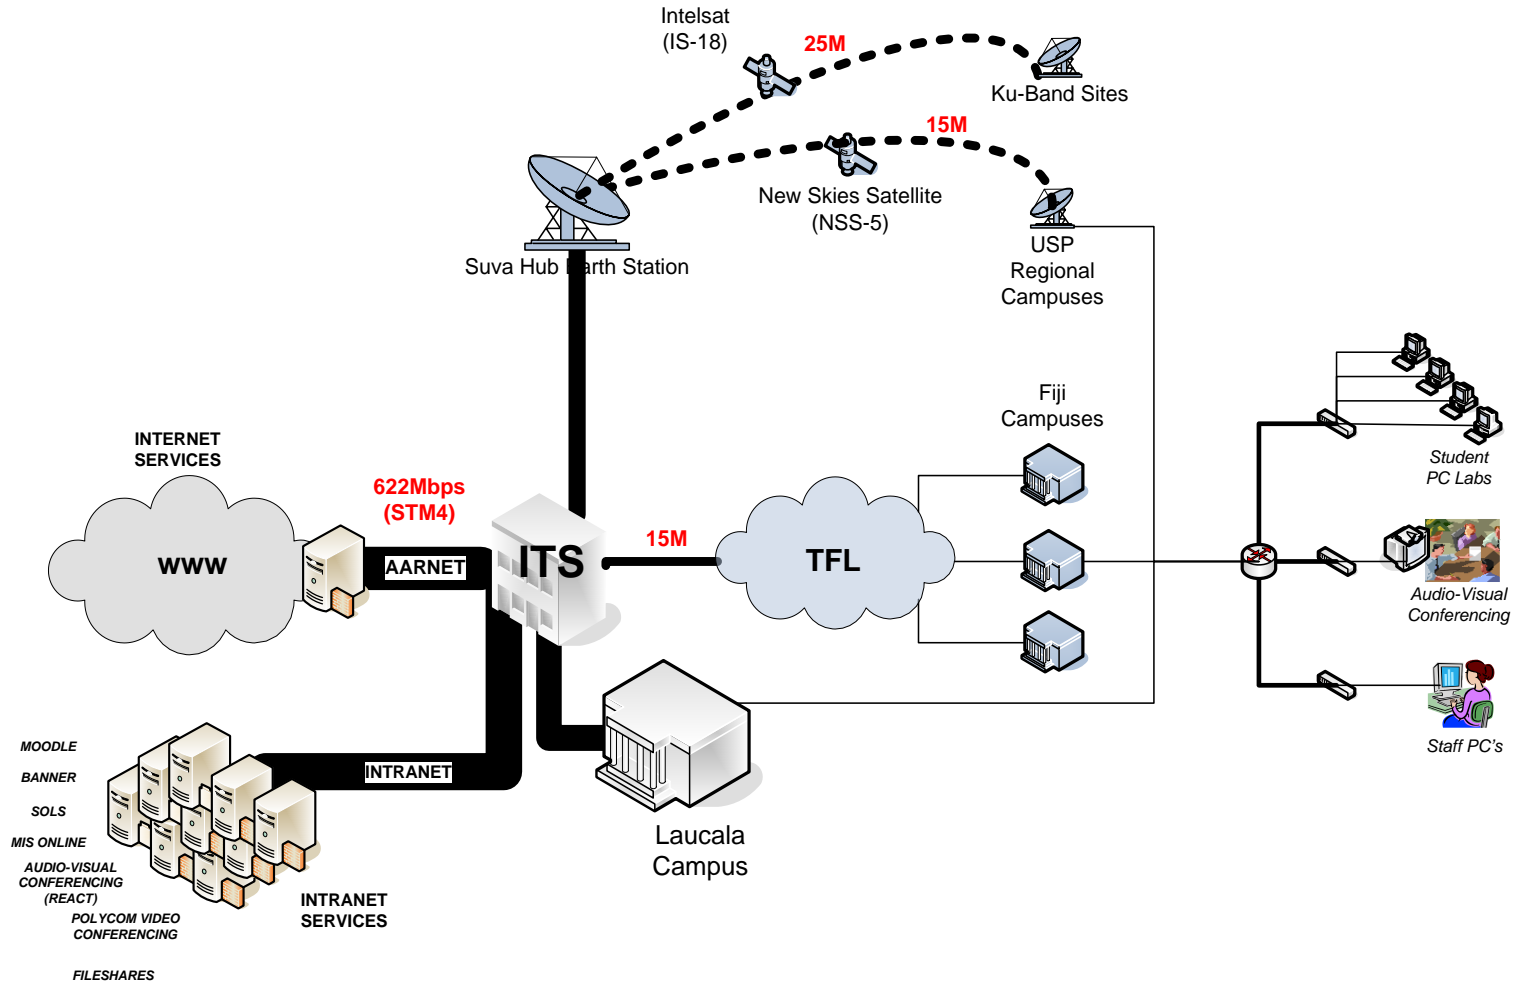 Intelsat
(IS-18)
25M
Ku-Band Sites
15M
New Skies Satellite
(NSS-5)
USP
Regional
Campuses
Suva Hub Earth Station
Fiji
Campuses
Student
PC Labs
INTERNET
SERVICES
622Mbps
(STM4)
www
AARNET
ITS
15M
TFL
Audio-Visual
Conferencing
Staff PC's
INTRANET
Laucala
Campus
MOODLE
BANNER
SOLS
MIS ONLINE
AUDIO-VISUAL
CONFERENCING
(REACT)
POLYCOM VIDEO
CONFERENCING
FILESHARES
INTRANET
SERVICES